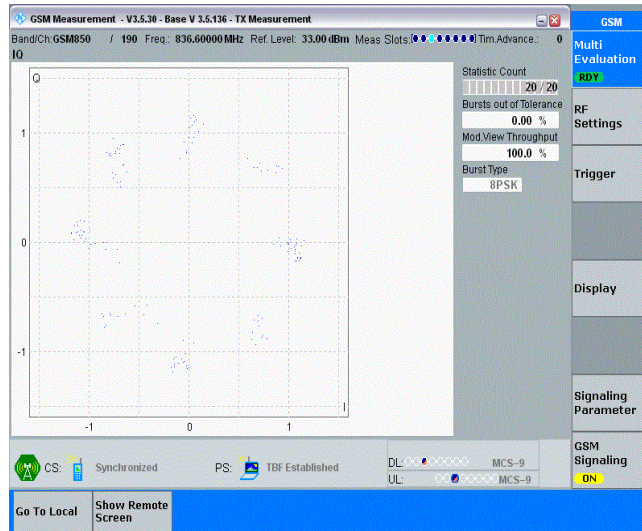 GSM Measurement - V3.5.30 - Base V 3.5.136 - TX Measurement
GSM
Band/Ch:GSM850 / 190 Freq.: 836.60000 MHz Ref. Level: 33.00 dBm Meas Slots: Tim.Advance.: 0
IQ
Multi
Evaluation
RDY
Q
Statistic Count
20 / 20
Bursts out of Tolerance
0.00 %
Mod.View Throughput
100.0 %
Burst Type
8PSK
RF
Settings
Trigger
Display
Signaling
Parameter
GSM
Signaling
ON
1
0
-1
I
-1 0 1
CS: Synchronized PS: TBF Established
DL: MCS-9
UL: MCS-9
Go To Local
Show Remote
Screen